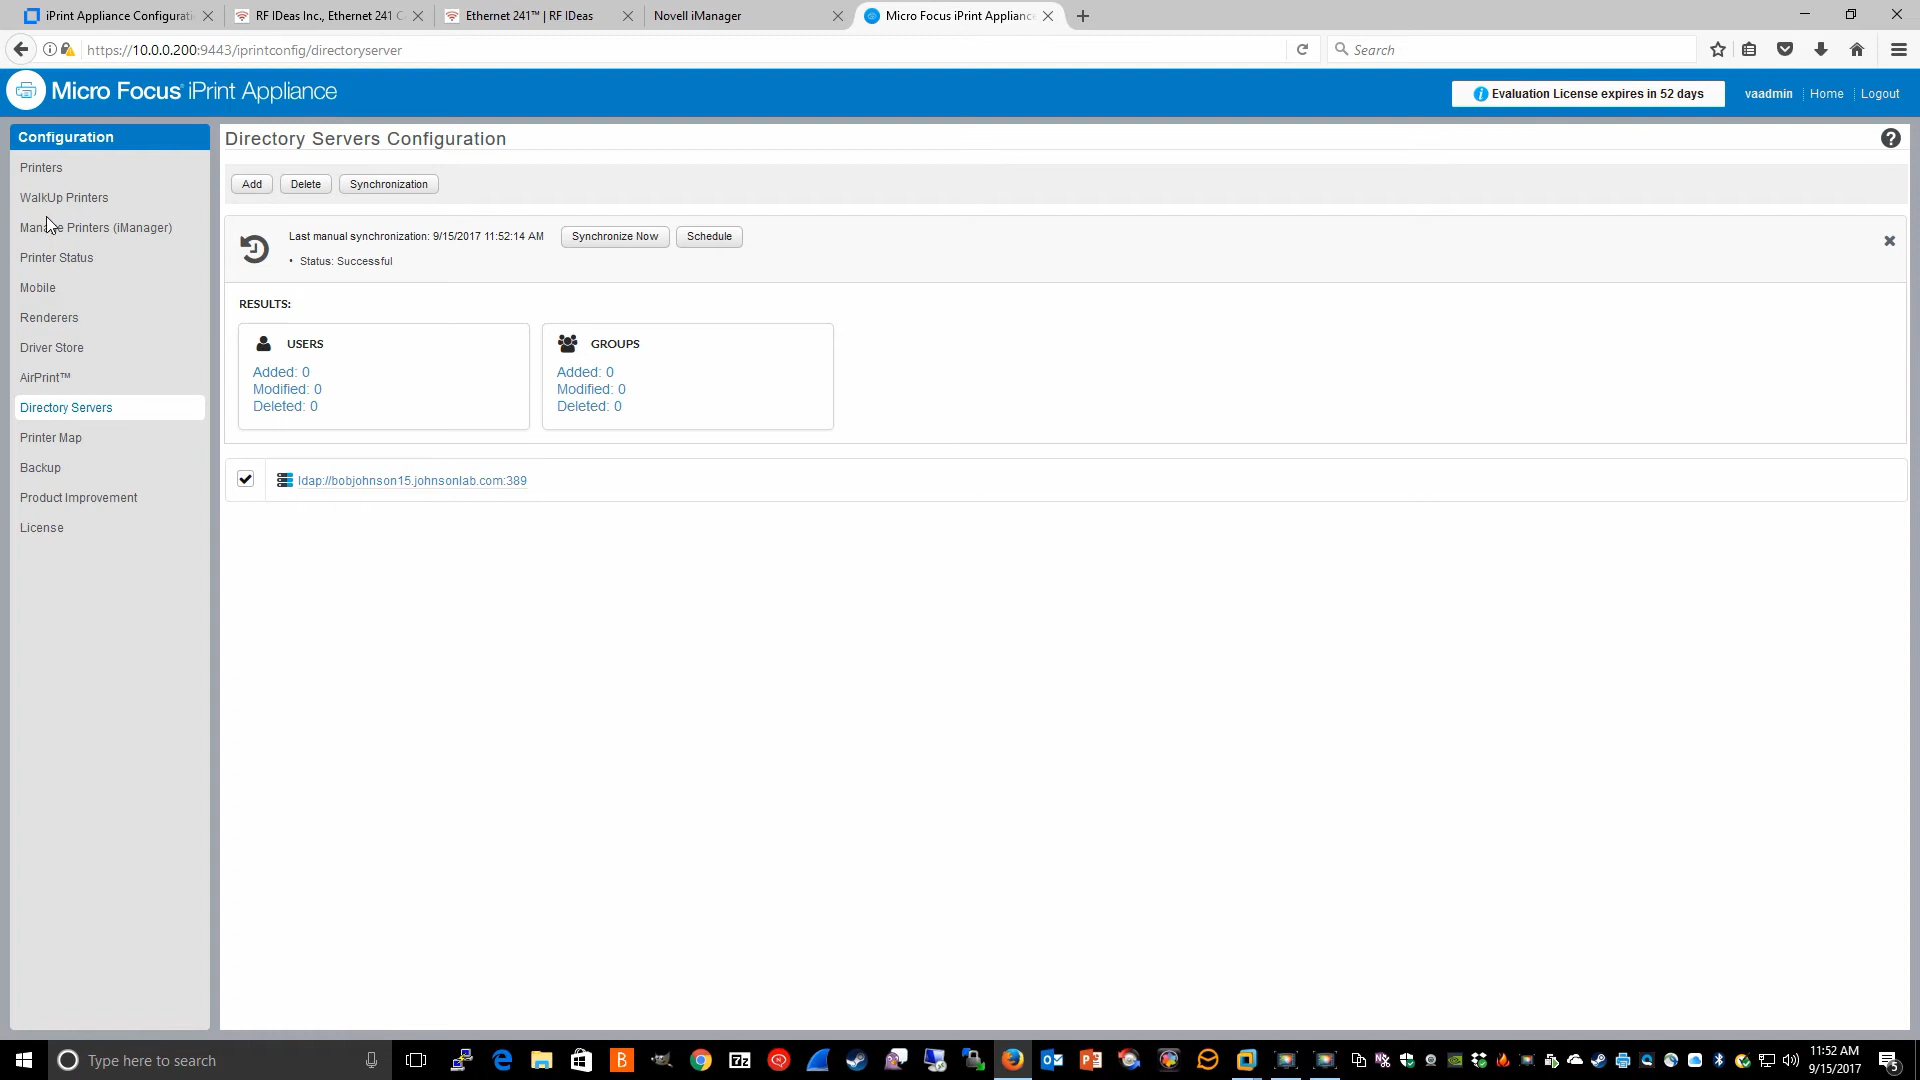 iPrint Appliance Configurati
RF IDeas Inc., Ethernet 241 C
Ethernet 241™ | RF IDeas
Novell iManager
Micro Focus iPrint Appliance
https://10.0.0.200:9443/iprintconfig/directoryserver
Search
Micro Focus® iPrint Appliance
Evaluation License expires in 52 days
vaadmin
Home
Logout
Configuration
Printers
WalkUp Printers
Manage Printers (iManager)
Printer Status
Mobile
Renderers
Driver Store
AirPrint™
Directory Servers
Printer Map
Backup
Product Improvement
License
Directory Servers Configuration
Add
Delete
Synchronization
Last manual synchronization: 9/15/2017 11:52:14 AM
Synchronize Now
Schedule
• Status: Successful
RESULTS:
USERS
Added: 0
Modified: 0
Deleted: 0
GROUPS
Added: 0
Modified: 0
Deleted: 0
ldap://bobjohnson15.johnsonlab.com:389
Type here to search
11:52 AM
9/15/2017
5